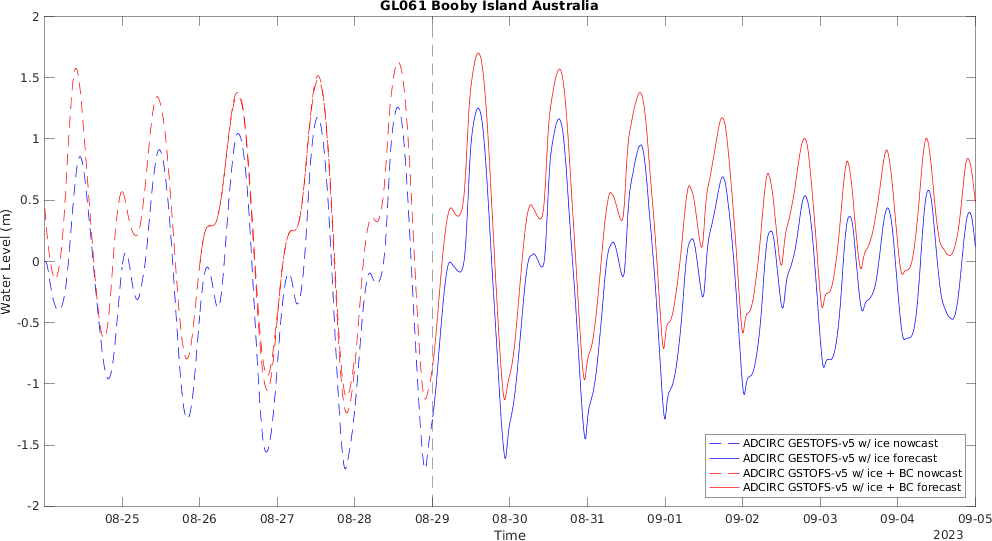 GL061 Booby Island Australia
2
1.5
1
0.5
0
-0.5
-1
-1.5
-2
Water Level (m)
08-25 08-26 08-27 08-28 08-29 08-30 08-31 09-01 09-02 09-03 09-04 09-05
Time
2023
ADCIRC GESTOFS-v5 w/ ice nowcast
ADCIRC GESTOFS-v5 w/ ice forecast
ADCIRC GSTOFS-v5 w/ ice + BC nowcast
ADCIRC GSTOFS-v5 w/ ice + BC forecast